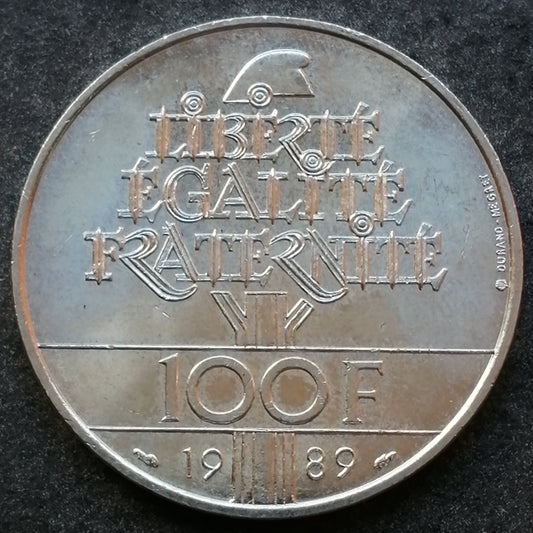 LIBERTÉ
ÉGALITÉ
FRATERNITÉ
DURAND-MEGRET
100F
1989